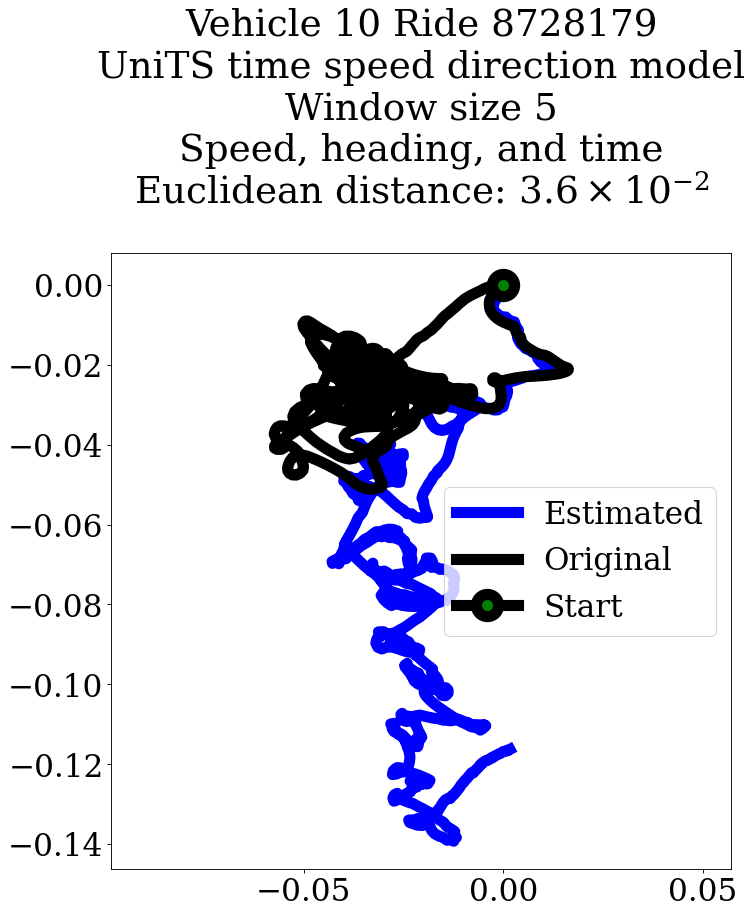 Vehicle 10 Ride 8728179
UniTS time speed direction model
Window size 5
Speed, heading, and time
Euclidean distance: 3.6 × 10⁻²
0.00
−0.02
−0.04
−0.06
−0.08
−0.10
−0.12
−0.14
Estimated
Original
Start
−0.05
0.00
0.05